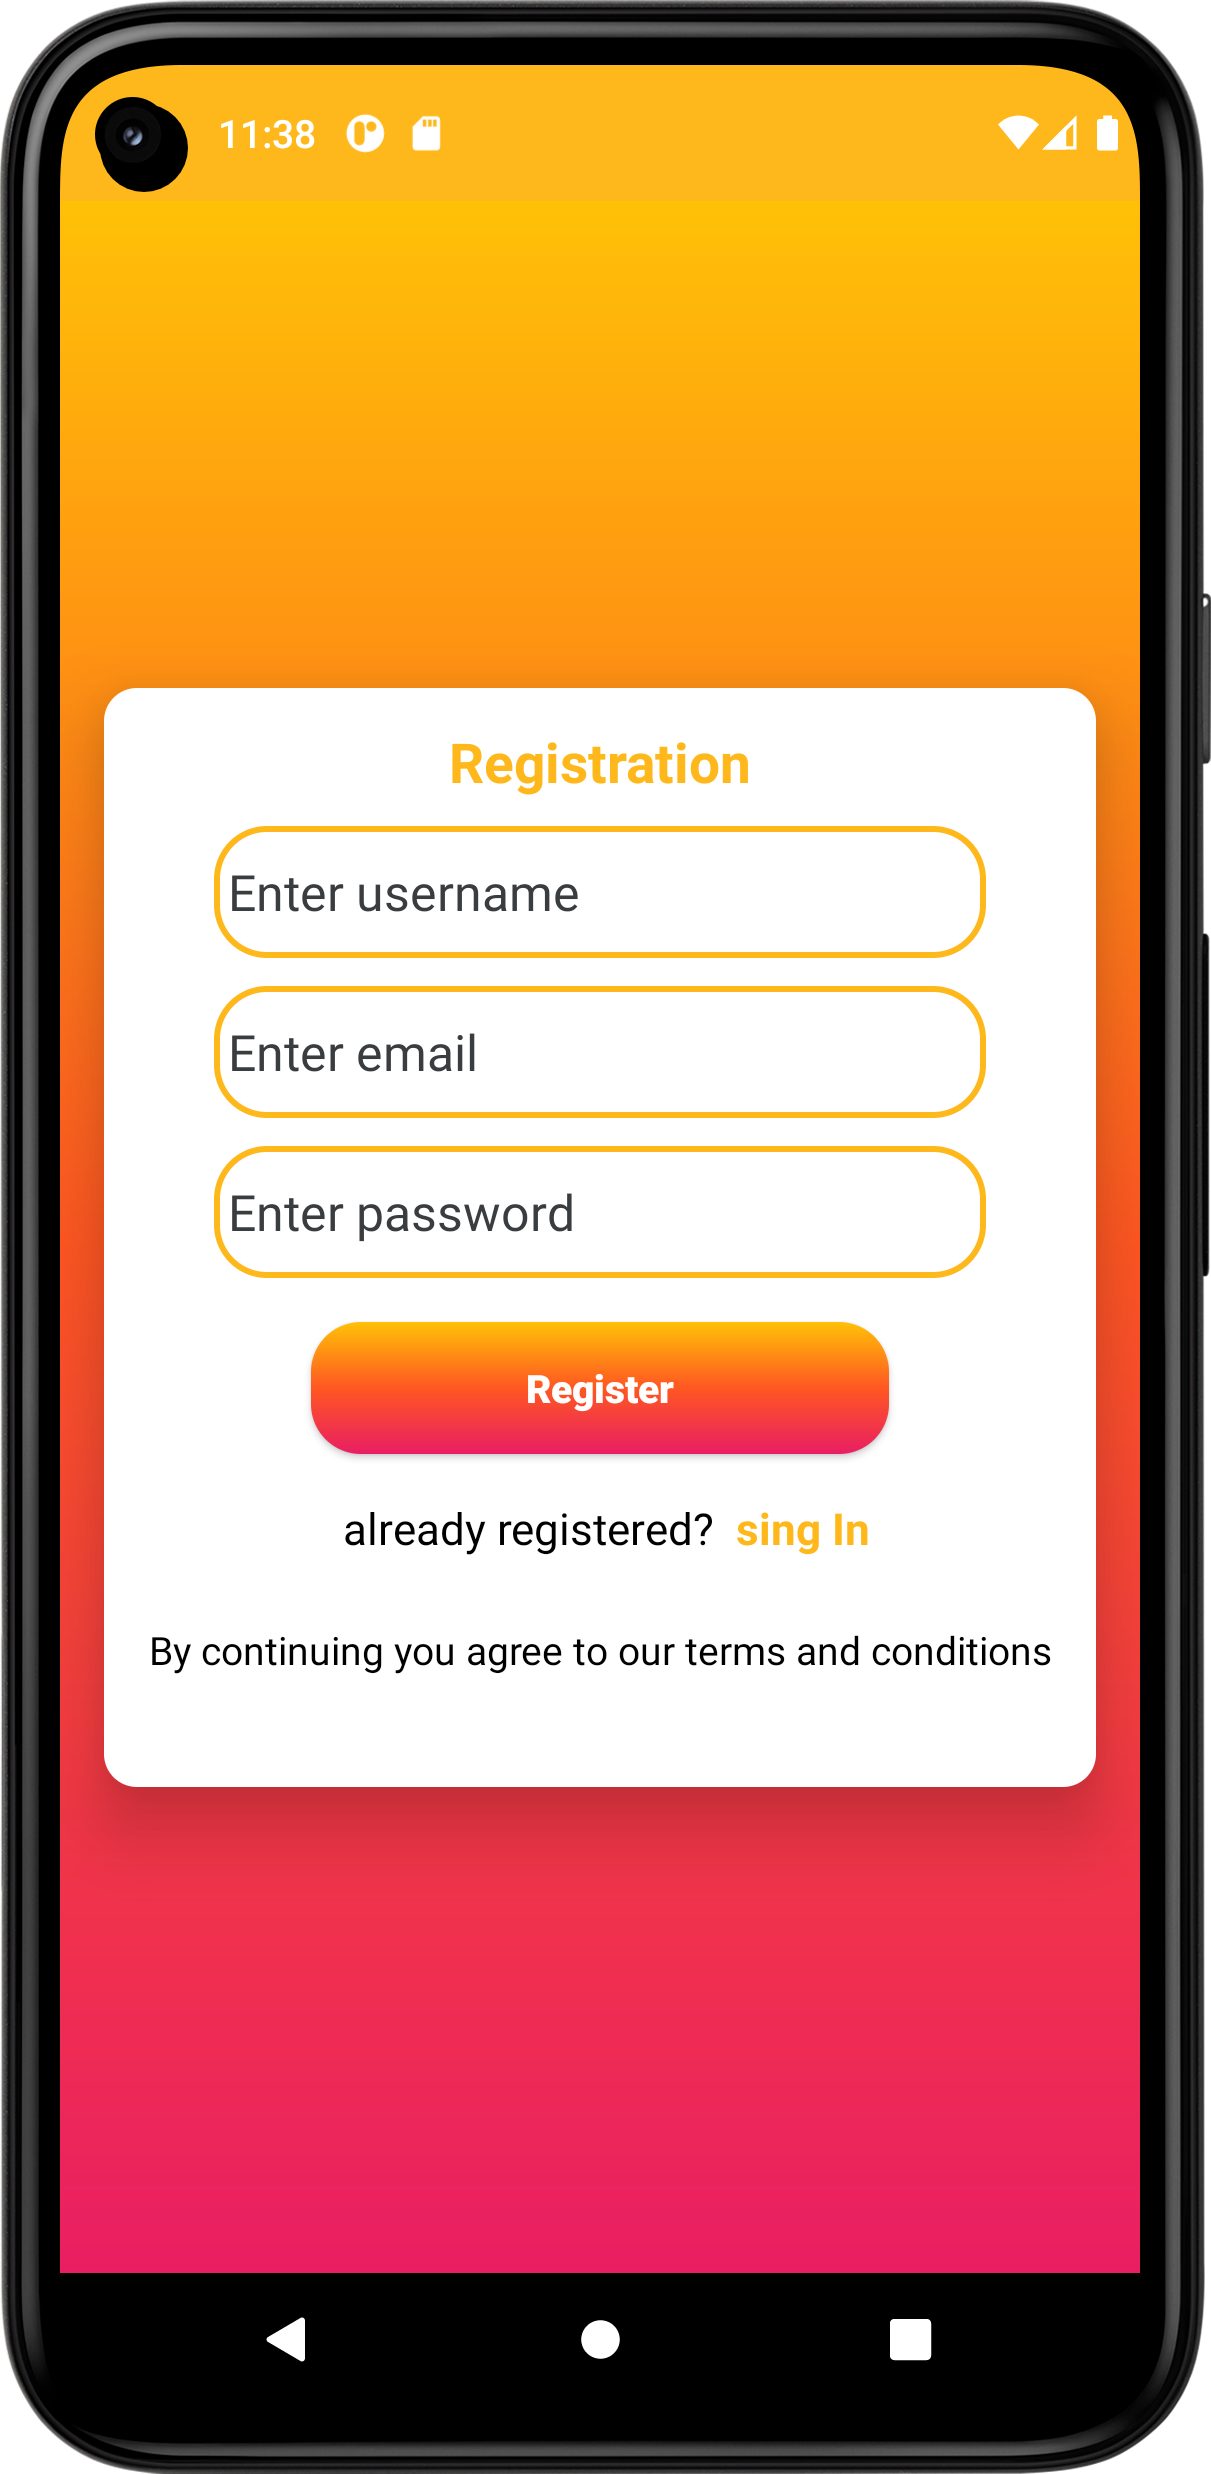 11:38
Registration
Enter username
Enter email
Enter password
Register
already registered? sing In
By continuing you agree to our terms and conditions